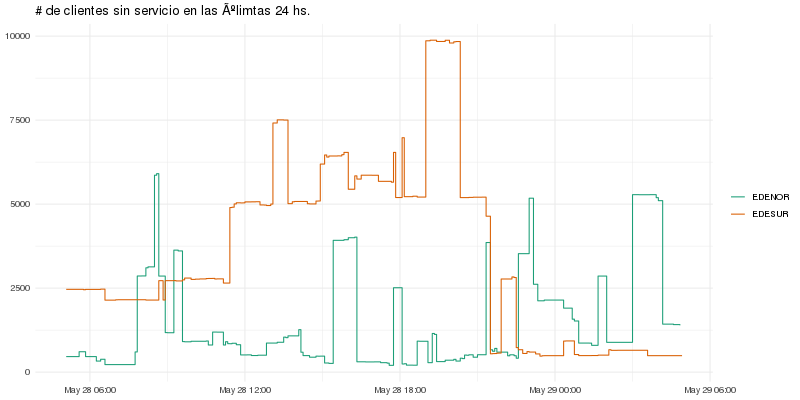 # de clientes sin servicio en las Ãºlimtas 24 hs.
10000
7500
5000
2500
0
May 28 06:00
May 28 12:00
May 28 18:00
May 29 00:00
May 29 06:00
EDENOR
EDESUR